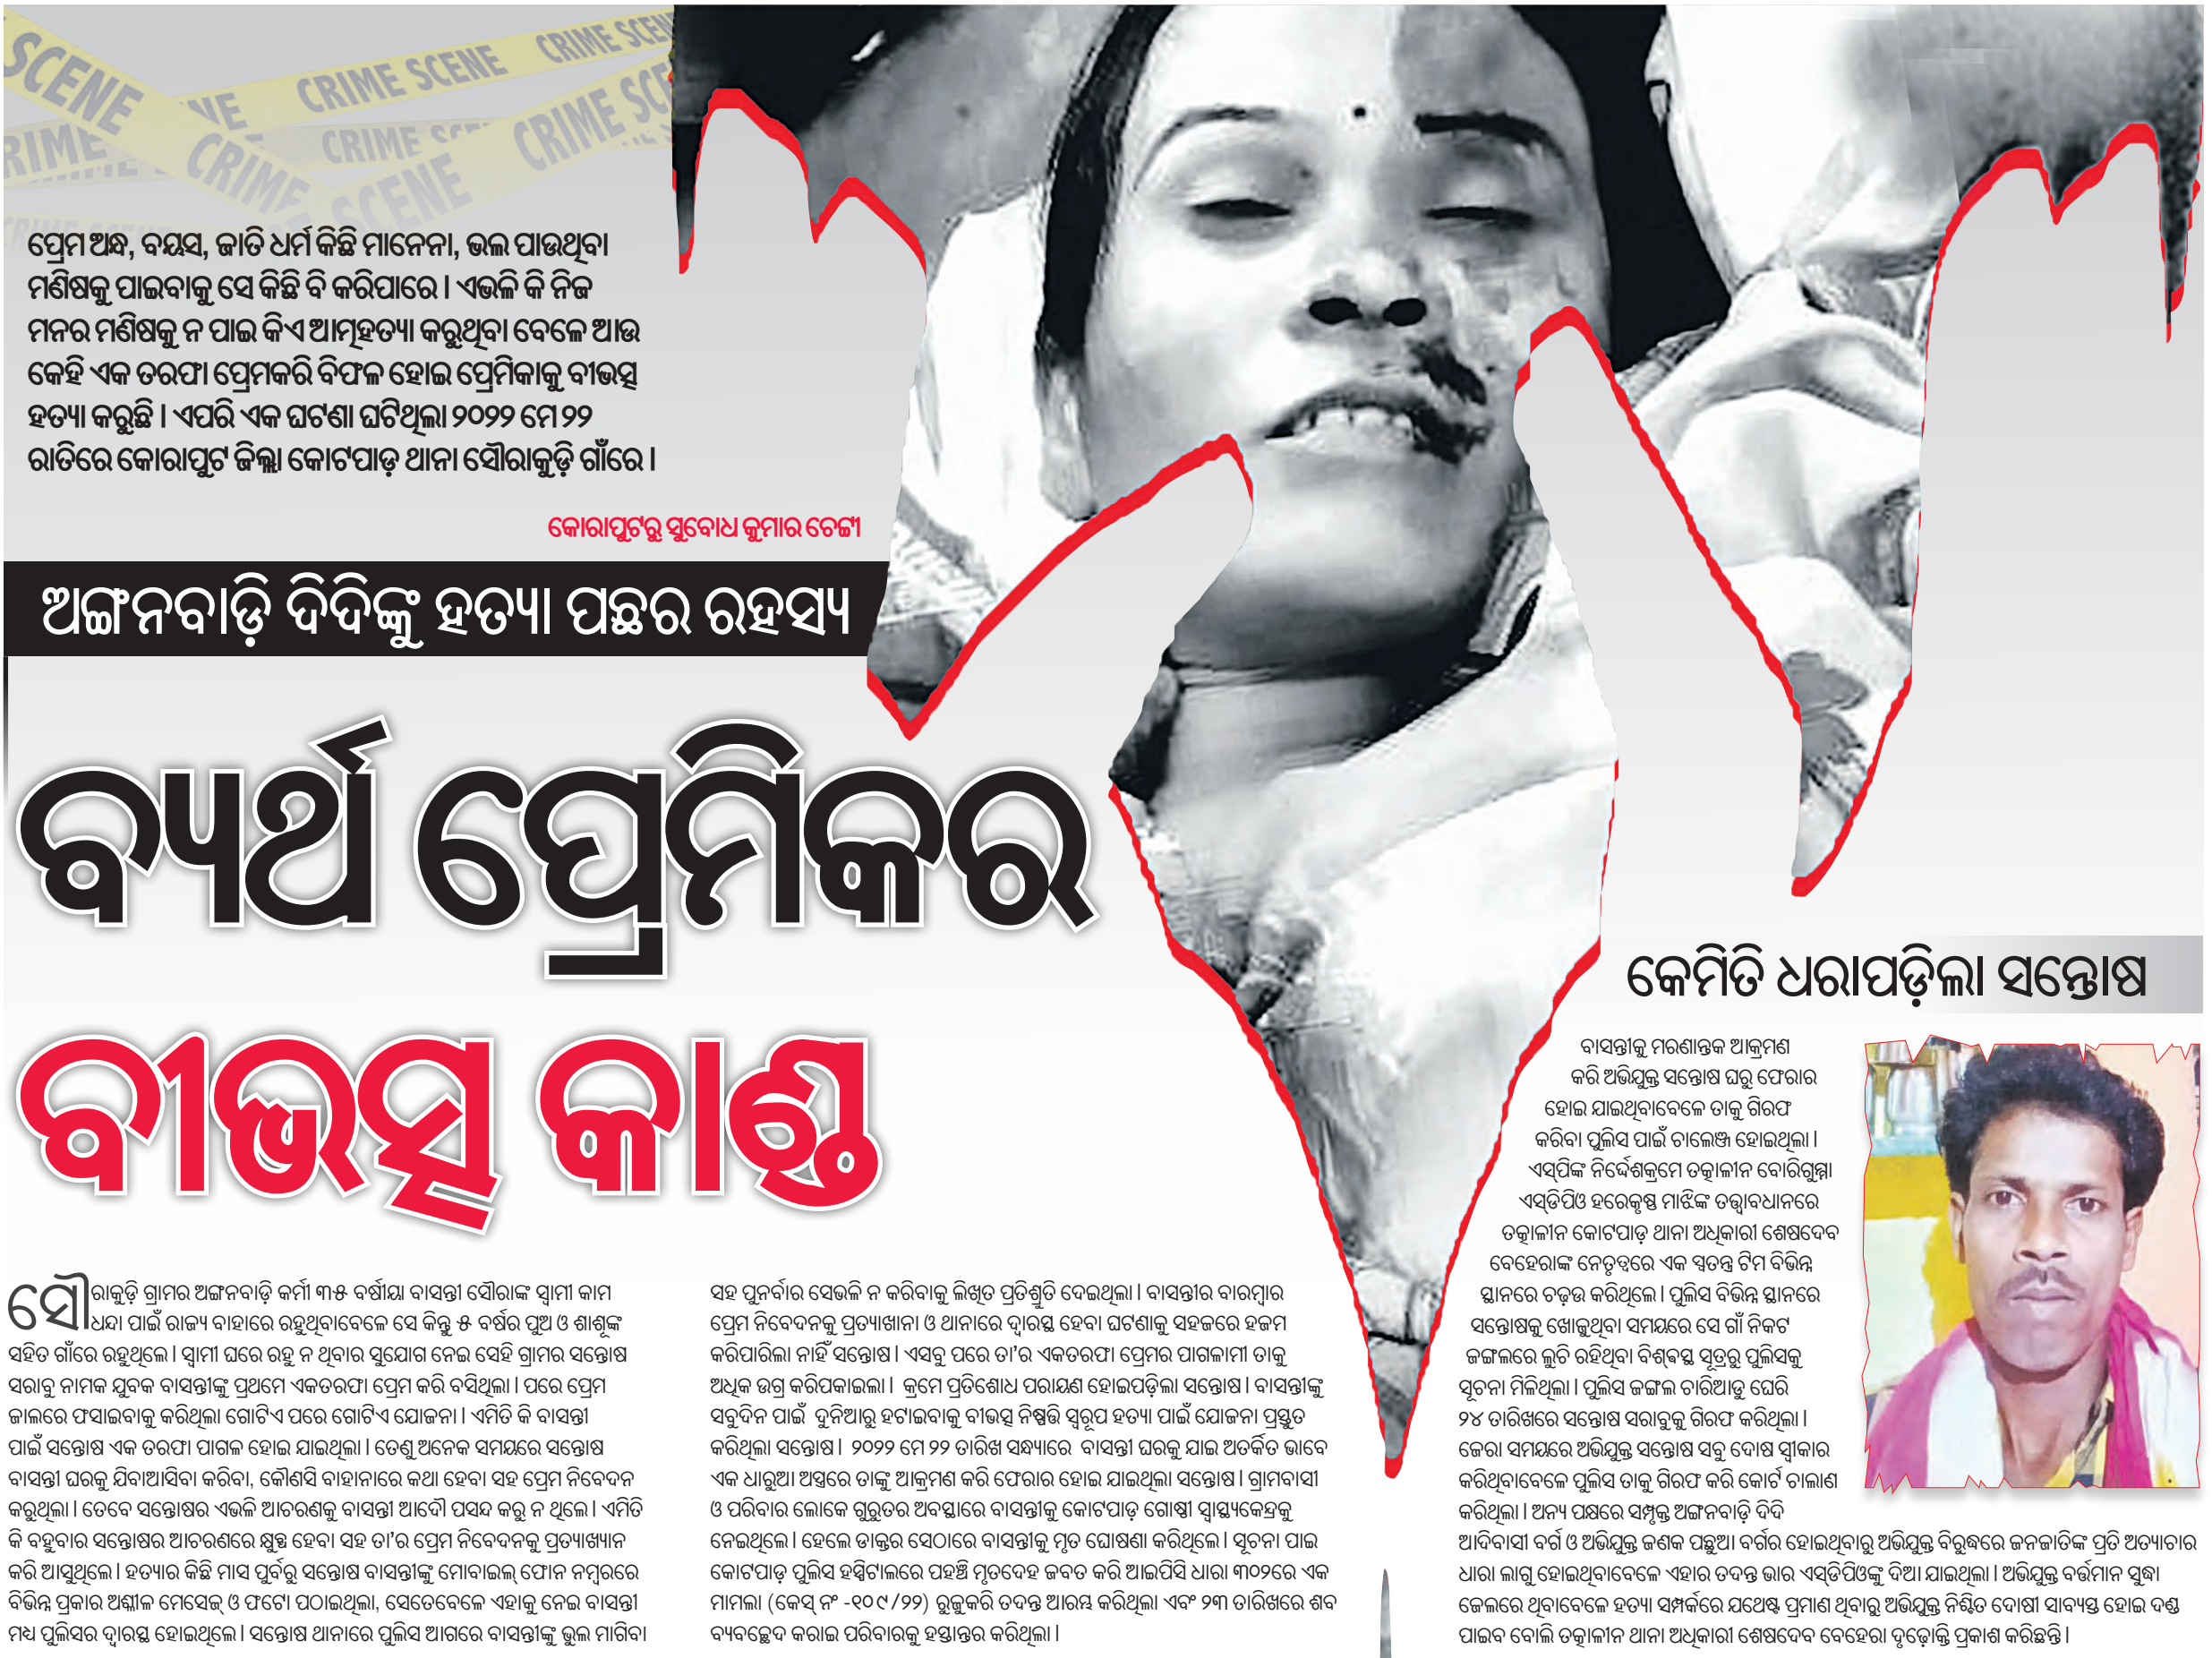 SCENE
CRIME SCENE
CRIME SCEN
CRIME
CRIME SCENE
CRIME SCE
ପ୍ରେମ ଅନ୍ଧ, ବୟସ, ଜାତି ଧର୍ମ କିଛି ମାନେନା, ଭଲ ପାଉଥିବା
ମଣିଷକୁ ପାଇବାକୁ ସେ କିଛି ବି କରିପାରେ । ଏଭଳି କି ନିଜ
ମନର ମଣିଷକୁ ନ ପାଇ କିଏ ଆତ୍ମହତ୍ୟା କରୁଥିବା ବେଳେ ଆଉ
କେହି ଏକ ତରଫା ପ୍ରେମକରି ବିଫଳ ହୋଇ ପ୍ରେମିକାକୁ ବୀଭତ୍ସ
ହତ୍ୟା କରୁଛି । ଏପରି ଏକ ଘଟଣା ଘଟିଥିଲା ୨୦୨୨ ମେ ୨୨
ରାତିରେ କୋରାପୁଟ ଜିଲ୍ଲା କୋଟପାଡ଼ ଥାନା ସୌରାକୁଡ଼ି ଗାଁରେ ।
କୋରାପୁଟରୁ ସୁବୋଧ କୁମାର ଚେଟ୍ଟୀ
ଅଙ୍ଗନବାଡ଼ି ଦିଦିଙ୍କୁ ହତ୍ୟା ପଛର ରହସ୍ୟ
ବ୍ୟର୍ଥ ପ୍ରେମିକର
ବୀଭତ୍ସ କାଣ୍ଡ
ସୌରାକୁଡ଼ି ଗ୍ରାମର ଅଙ୍ଗନବାଡ଼ି କର୍ମୀ ୩୫ ବର୍ଷୀୟା ବାସନ୍ତୀ ସୌରାଙ୍କ ସ୍ୱାମୀ କାମ
ଧନ୍ଦା ପାଇଁ ରାଜ୍ୟ ବାହାରେ ରହୁଥିବାବେଳେ ସେ କିନ୍ତୁ ୫ ବର୍ଷର ପୁଅ ଓ ଶାଶୂଙ୍କ
ସହିତ ଗାଁରେ ରହୁଥିଲେ । ସ୍ୱାମୀ ଘରେ ରହୁ ନ ଥିବାର ସୁଯୋଗ ନେଇ ସେହି ଗ୍ରାମର ସନ୍ତୋଷ
ସରାବୁ ନାମକ ଯୁବକ ବାସନ୍ତୀଙ୍କୁ ପ୍ରଥମେ ଏକତରଫା ପ୍ରେମ କରି ବସିଥିଲା । ପରେ ପ୍ରେମ
ଜାଲରେ ଫସାଇବାକୁ କରିଥିଲା ଗୋଟିଏ ପରେ ଗୋଟିଏ ଯୋଜନା । ଏମିତି କି ବାସନ୍ତୀ
ପାଇଁ ସନ୍ତୋଷ ଏକ ତରଫା ପାଗଳ ହୋଇ ଯାଇଥିଲା । ତେଣୁ ଅନେକ ସମୟରେ ସନ୍ତୋଷ
ବାସନ୍ତୀ ଘରକୁ ଯିବାଆସିବା କରିବା, କୌଣସି ବାହାନାରେ କଥା ହେବା ସହ ପ୍ରେମ ନିବେଦନ
କରୁଥିଲା । ତେବେ ସନ୍ତୋଷର ଏଭଳି ଆଚରଣକୁ ବାସନ୍ତୀ ଆଦୌ ପସନ୍ଦ କରୁ ନ ଥିଲେ । ଏମିତି
କି ବହୁବାର ସନ୍ତୋଷର ଆଚରଣରେ କ୍ଷୁବ୍ଧ ହେବା ସହ ତା'ର ପ୍ରେମ ନିବେଦନକୁ ପ୍ରତ୍ୟାଖ୍ୟାନ
କରି ଆସୁଥିଲେ । ହତ୍ୟାର କିଛି ମାସ ପୂର୍ବରୁ ସନ୍ତୋଷ ବାସନ୍ତୀଙ୍କୁ ମୋବାଇଲ୍ ଫୋନ ନମ୍ବରରେ
ବିଭିନ୍ନ ପ୍ରକାର ଅଶ୍ଳୀଳ ମେସେଜ୍ ଓ ଫଟୋ ପଠାଇଥିଲା, ସେତେବେଳେ ଏହାକୁ ନେଇ ବାସନ୍ତୀ
ମଧ୍ୟ ପୁଲିସର ଦ୍ୱାରସ୍ଥ ହୋଇଥିଲେ । ସନ୍ତୋଷ ଥାନାରେ ପୁଲିସ ଆଗରେ ବାସନ୍ତୀଙ୍କୁ ଭୁଲ ମାଗିବା
ସହ ପୁନର୍ବାର ସେଭଳି ନ କରିବାକୁ ଲିଖିତ ପ୍ରତିଶ୍ରୁତି ଦେଇଥିଲା । ବାସନ୍ତୀର ବାରମ୍ବାର
ପ୍ରେମ ନିବେଦନକୁ ପ୍ରତ୍ୟାଖାନା ଓ ଥାନାରେ ଦ୍ୱାରସ୍ଥ ହେବା ଘଟଣାକୁ ସହଜରେ ହଜମ
କରିପାରିଲା ନାହିଁ ସନ୍ତୋଷ । ଏସବୁ ପରେ ତା'ର ଏକତରଫା ପ୍ରେମର ପାଗଳାମୀ ତାକୁ
ଅଧିକ ଉଗ୍ର କରିପକାଇଲା । କ୍ରମେ ପ୍ରତିଶୋଧ ପରାୟଣ ହୋଇପଡ଼ିଲା ସନ୍ତୋଷ । ବାସନ୍ତୀଙ୍କୁ
ସବୁଦିନ ପାଇଁ ଦୁନିଆରୁ ହଟାଇବାକୁ ବୀଭତ୍ସ ନିଷ୍ପତ୍ତି ସ୍ୱରୂପ ହତ୍ୟା ପାଇଁ ଯୋଜନା ପ୍ରସ୍ତୁତ
କରିଥିଲା ସନ୍ତୋଷ । ୨୦୨୨ ମେ ୨୨ ତାରିଖ ସନ୍ଧ୍ୟାରେ ବାସନ୍ତୀ ଘରକୁ ଯାଇ ଅତର୍କିତ ଭାବେ
ଏକ ଧାରୁଆ ଅସ୍ତ୍ରରେ ତାଙ୍କୁ ଆକ୍ରମଣ କରି ଫେରାର ହୋଇ ଯାଇଥିଲା ସନ୍ତୋଷ । ଗ୍ରାମବାସୀ
ଓ ପରିବାର ଲୋକେ ଗୁରୁତର ଅବସ୍ଥାରେ ବାସନ୍ତୀକୁ କୋଟପାଡ଼ ଗୋଷ୍ଠୀ ସ୍ୱାସ୍ଥ୍ୟକେନ୍ଦ୍ରକୁ
ନେଇଥିଲେ । ହେଲେ ଡାକ୍ତର ସେଠାରେ ବାସନ୍ତୀକୁ ମୃତ ଘୋଷଣା କରିଥିଲେ । ସୂଚନା ପାଇ
କୋଟପାଡ଼ ପୁଲିସ ହସ୍ପିଟାଲରେ ପହଞ୍ଚି ମୃତଦେହ ଜବତ କରି ଆଇପିସି ଧାରା ୩୦୨ରେ ଏକ
ମାମଲା (କେସ୍ ନଂ -୧୦୯/୨୨) ରୁଜୁକରି ତଦନ୍ତ ଆରମ୍ଭ କରିଥିଲା ଏବଂ ୨୩ ତାରିଖରେ ଶବ
ବ୍ୟବଚ୍ଛେଦ କରାଇ ପରିବାରକୁ ହସ୍ତାନ୍ତର କରିଥିଲା ।
କେମିତି ଧରାପଡ଼ିଲା ସନ୍ତୋଷ
ବାସନ୍ତୀକୁ ମରଣାନ୍ତକ ଆକ୍ରମଣ
କରି ଅଭିଯୁକ୍ତ ସନ୍ତୋଷ ଘରୁ ଫେରାର
ହୋଇ ଯାଇଥିବାବେଳେ ତାକୁ ଗିରଫ
କରିବା ପୁଲିସ ପାଇଁ ଚାଲେଞ୍ଜ ହୋଇଥିଲା ।
ଏସ୍‌ପିଙ୍କ ନିର୍ଦ୍ଦେଶକ୍ରମେ ତତ୍କାଳୀନ ବୋରିଗୁମ୍ମା
ଏସ୍‌ଡିପିଓ ହରେକୃଷ୍ଣ ମାଝିଙ୍କ ତତ୍ତ୍ୱାବଧାନରେ
ତତ୍କାଳୀନ କୋଟପାଡ଼ ଥାନା ଅଧିକାରୀ ଶେଷଦେବ
ବେହେରାଙ୍କ ନେତୃତ୍ୱରେ ଏକ ସ୍ୱତନ୍ତ୍ର ଟିମ ବିଭିନ୍ନ
ସ୍ଥାନରେ ଚଢ଼ଉ କରିଥିଲେ । ପୁଲିସ ବିଭିନ୍ନ ସ୍ଥାନରେ
ସନ୍ତୋଷକୁ ଖୋଜୁଥିବା ସମୟରେ ସେ ଗାଁ ନିକଟ
ଜଙ୍ଗଲରେ ଲୁଚି ରହିଥିବା ବିଶ୍ୱସ୍ଥ ସୂତ୍ରରୁ ପୁଲିସକୁ
ସୂଚନା ମିଳିଥିଲା । ପୁଲିସ ଜଙ୍ଗଲ ଚାରିଆଡୁ ଘେରି
୨୪ ତାରିଖରେ ସନ୍ତୋଷ ସରାବୁକୁ ଗିରଫ କରିଥିଲା ।
ଜେରା ସମୟରେ ଅଭିଯୁକ୍ତ ସନ୍ତୋଷ ସବୁ ଦୋଷ ସ୍ୱୀକାର
କରିଥିବାବେଳେ ପୁଲିସ ତାକୁ ଗିରଫ କରି କୋର୍ଟ ଚାଲାଣ
କରିଥିଲା । ଅନ୍ୟ ପକ୍ଷରେ ସମ୍ପୃକ୍ତ ଅଙ୍ଗନବାଡ଼ି ଦିଦି
ଆଦିବାସୀ ବର୍ଗ ଓ ଅଭିଯୁକ୍ତ ଜଣକ ପଛୁଆ ବର୍ଗର ହୋଇଥିବାରୁ ଅଭିଯୁକ୍ତ ବିରୁଦ୍ଧରେ ଜନଜାତିଙ୍କ ପ୍ରତି ଅତ୍ୟାଚାର
ଧାରା ଲାଗୁ ହୋଇଥିବାବେଳେ ଏହାର ତଦନ୍ତ ଭାର ଏସ୍‌ଡିପିଓଙ୍କୁ ଦିଆ ଯାଇଥିଲା । ଅଭିଯୁକ୍ତ ବର୍ତ୍ତମାନ ସୁଦ୍ଧା
ଜେଲରେ ଥିବାବେଳେ ହତ୍ୟା ସମ୍ପର୍କରେ ଯଥେଷ୍ଟ ପ୍ରମାଣ ଥିବାରୁ ଅଭିଯୁକ୍ତ ନିଶ୍ଚିତ ଦୋଷୀ ସାବ୍ୟସ୍ତ ହୋଇ ଦଣ୍ଡ
ପାଇବ ବୋଲି ତତ୍କାଳୀନ ଥାନା ଅଧିକାରୀ ଶେଷଦେବ ବେହେରା ଦୃଢ଼ୋକ୍ତି ପ୍ରକାଶ କରିଛନ୍ତି ।